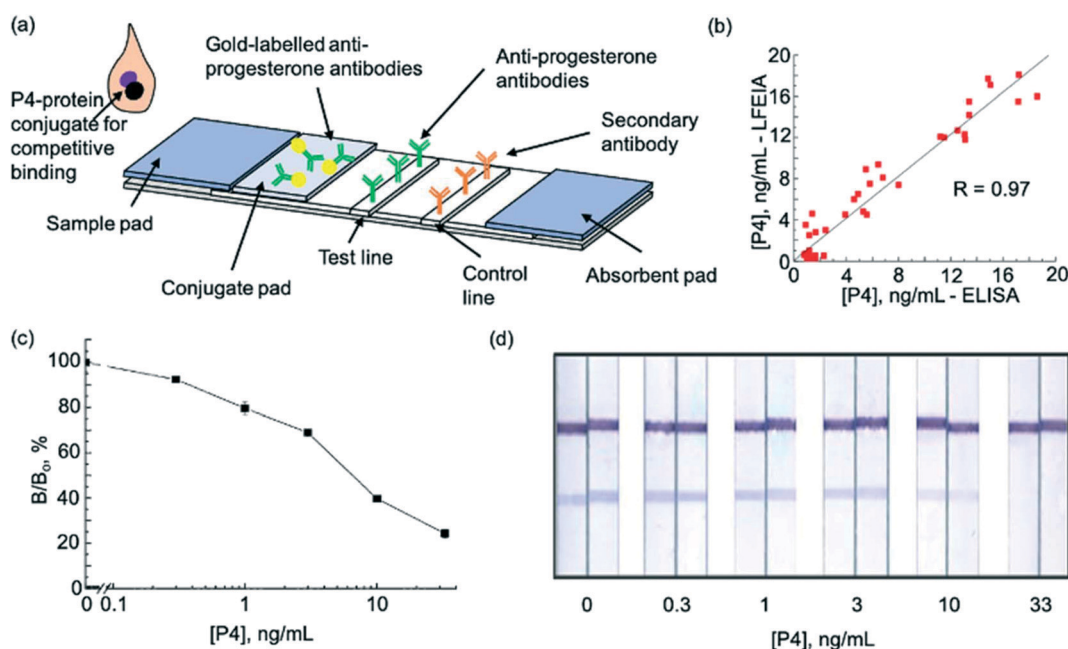 (a)
Gold-labelled anti-
progesterone antibodies
Anti-progesterone
antibodies
P4-protein
conjugate for
competitive
binding
Secondary
antibody
Sample pad
Conjugate pad
Test line
Control
line
Absorbent pad
(b)
[P4], ng/mL - LFEIA
20
16
12
8
4
0
R = 0.97
0 4 8 12 16 20
[P4], ng/mL - ELISA
(c)
B/B₀, %
100
80
60
40
20
0
0 0.1 1 10
[P4], ng/mL
(d)
0 0.3 1 3 10 33
[P4], ng/mL